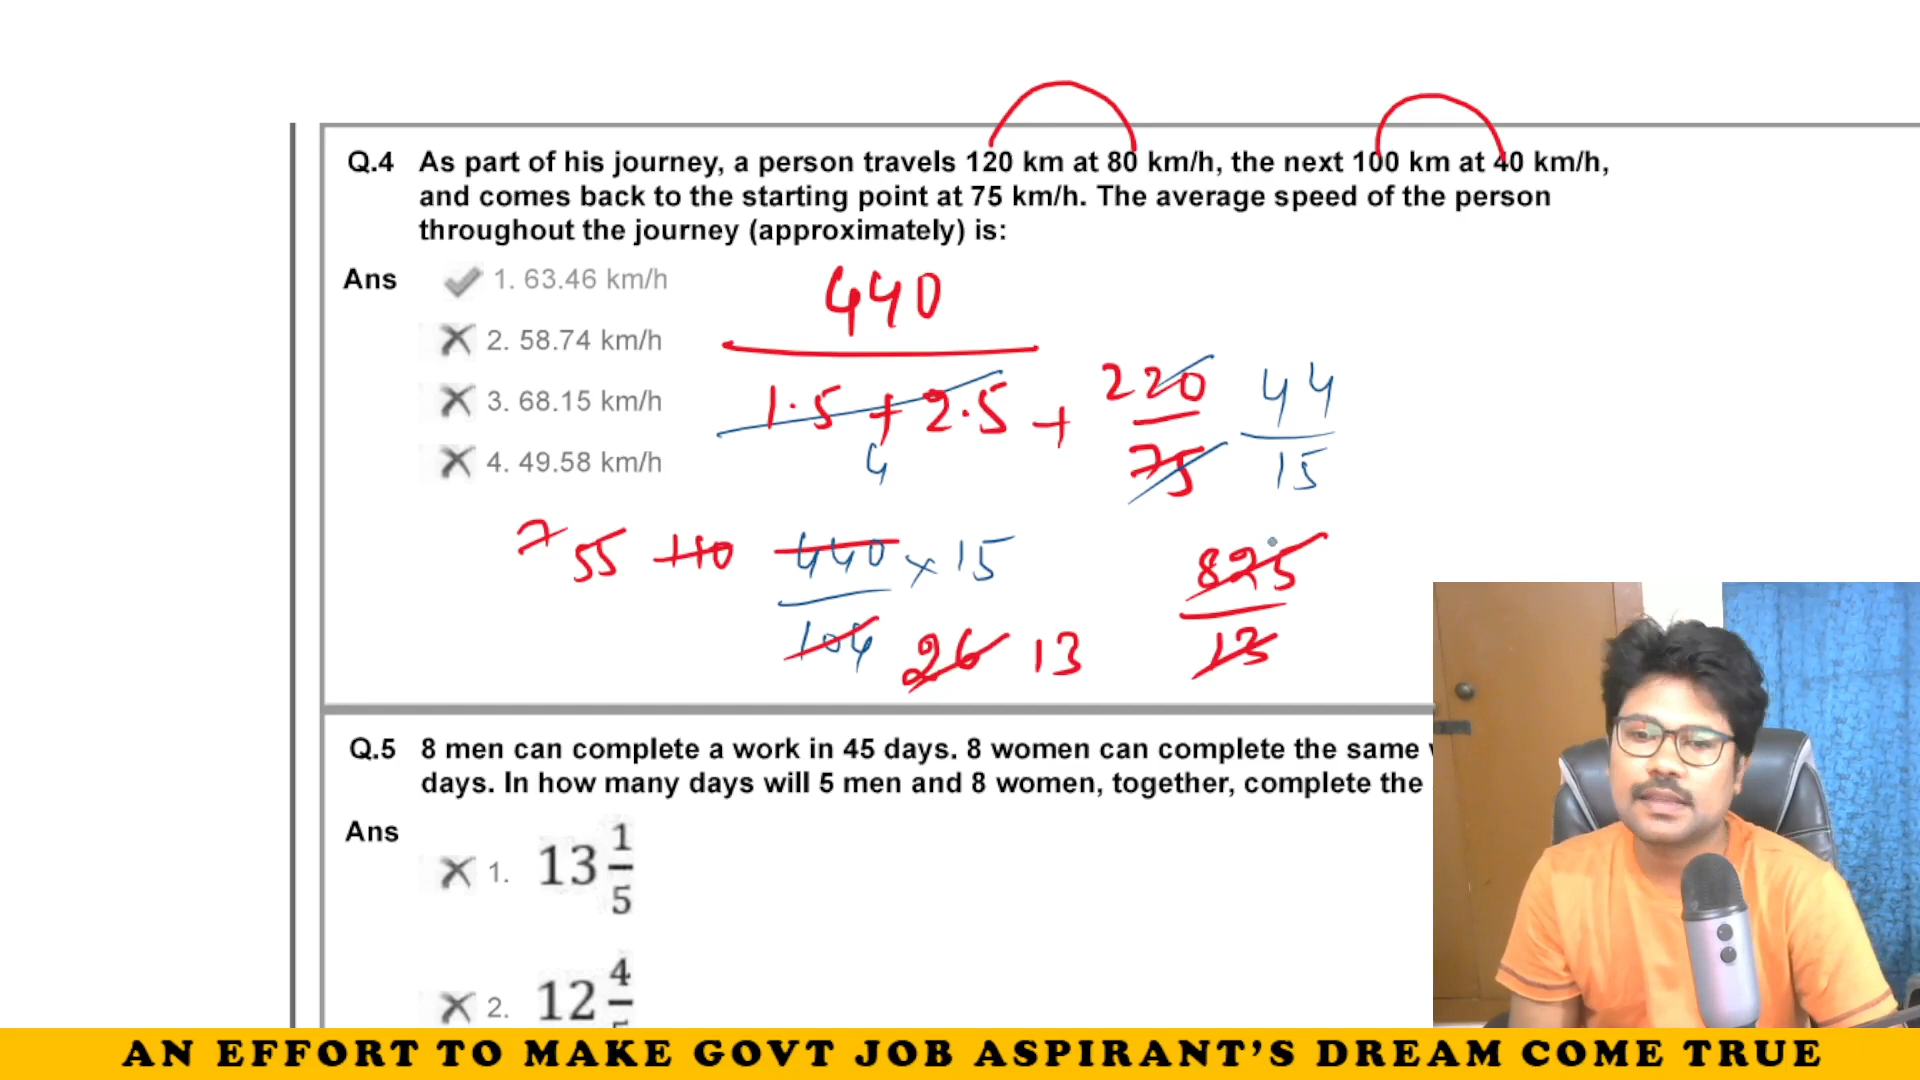 Q.4 As part of his journey, a person travels 120 km at 80 km/h, the next 100 km at 40 km/h,
and comes back to the starting point at 75 km/h. The average speed of the person
throughout the journey (approximately) is:
Ans 1. 63.46 km/h
440
2. 58.74 km/h
3. 68.15 km/h
1.5 + 2.5 + 220/75 44/15
4
4. 49.58 km/h
7 55 110 440/104 × 15 26 13 825/13
Q.5 8 men can complete a work in 45 days. 8 women can complete the same
days. In how many days will 5 men and 8 women, together, complete the
Ans
1. 13 1/5
2. 12 4/
AN EFFORT TO MAKE GOVT JOB ASPIRANT'S DREAM COME TRUE